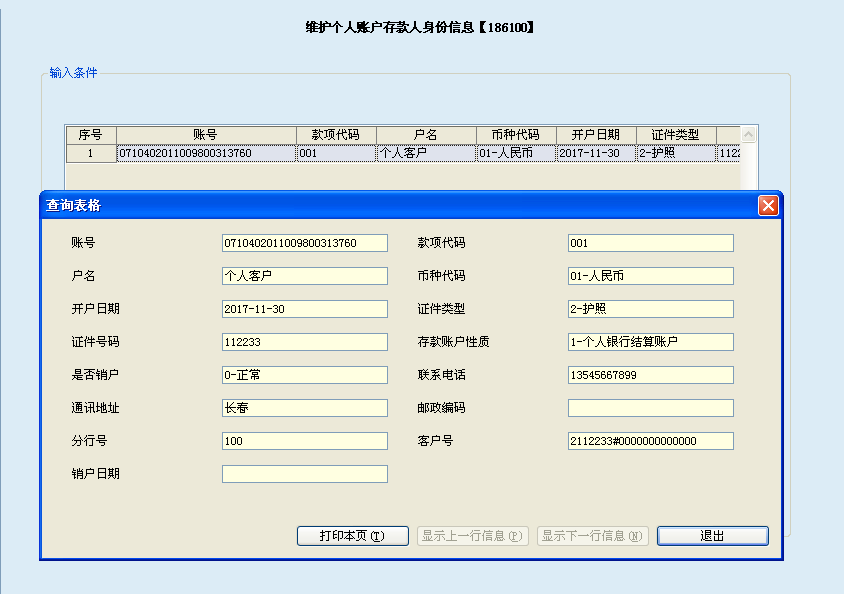 维护个人账户存款人身份信息【186100】
输入条件
序号 账号 款项代码 户名 币种代码 开户日期 证件类型
1 0710402011009800313760 001 个人客户 01-人民币 2017-11-30 2-护照 1122
查询表格
账号 0710402011009800313760 款项代码 001
户名 个人客户 币种代码 01-人民币
开户日期 2017-11-30 证件类型 2-护照
证件号码 112233 存款账户性质 1-个人银行结算账户
是否销户 0-正常 联系电话 13545667899
通讯地址 长春 邮政编码
分行号 100 客户号 2112233#0000000000000
销户日期
打印本页(T) 显示上一行信息(P) 显示下一行信息(N) 退出